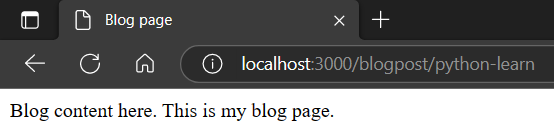 Blog page
localhost:3000/blogpost/python-learn
Blog content here. This is my blog page.